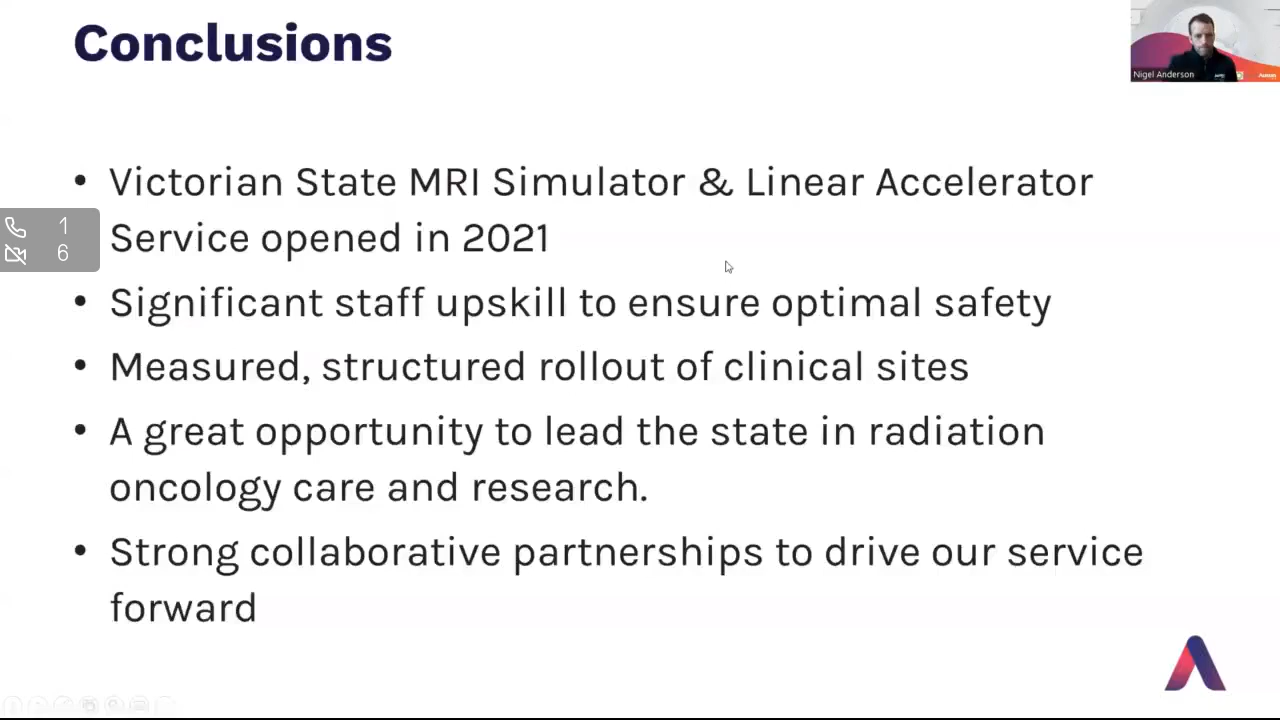 Conclusions
Nigel Anderson
• Victorian State MRI Simulator & Linear Accelerator
Service opened in 2021
1
6
• Significant staff upskill to ensure optimal safety
• Measured, structured rollout of clinical sites
• A great opportunity to lead the state in radiation
oncology care and research.
• Strong collaborative partnerships to drive our service
forward